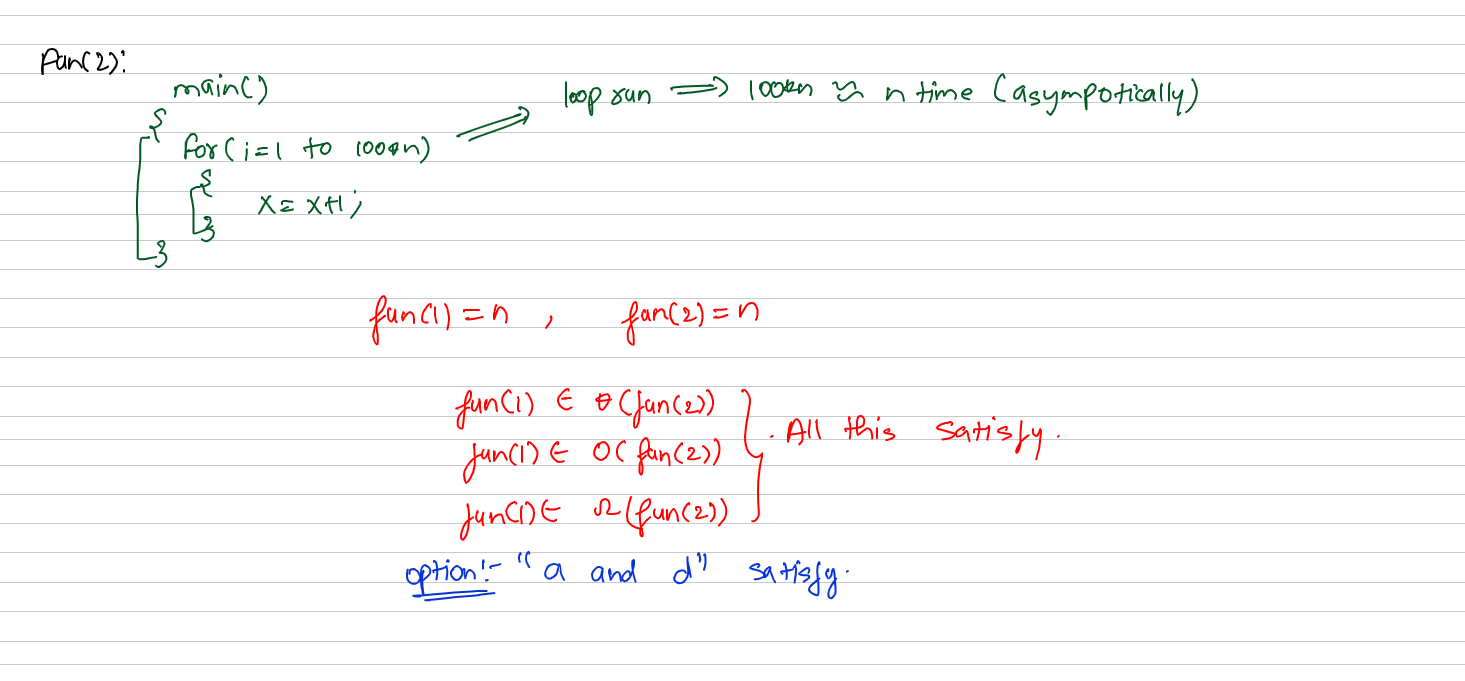 fun(2):
main()
{
for(i=1 to 100*n)
{
x = x+1;
}
}
loop run ⟹ 100*n ≈ n time (asympotically)
fun(1) = n , fun(2) = n
fun(1) ∈ θ(fun(2))
fun(1) ∈ O(fun(2))
fun(1) ∈ Ω(fun(2))
. All this satisfy.
option:- "a and d" satisfy.